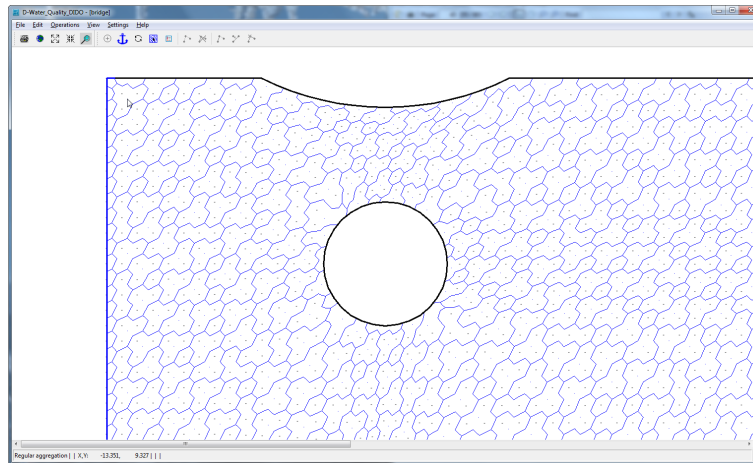 D-Water_Quality_DIDO - [bridge]
File Edit Operations View Settings Help
Regular aggregation | | X,Y: -13.351, 9.327 | | |